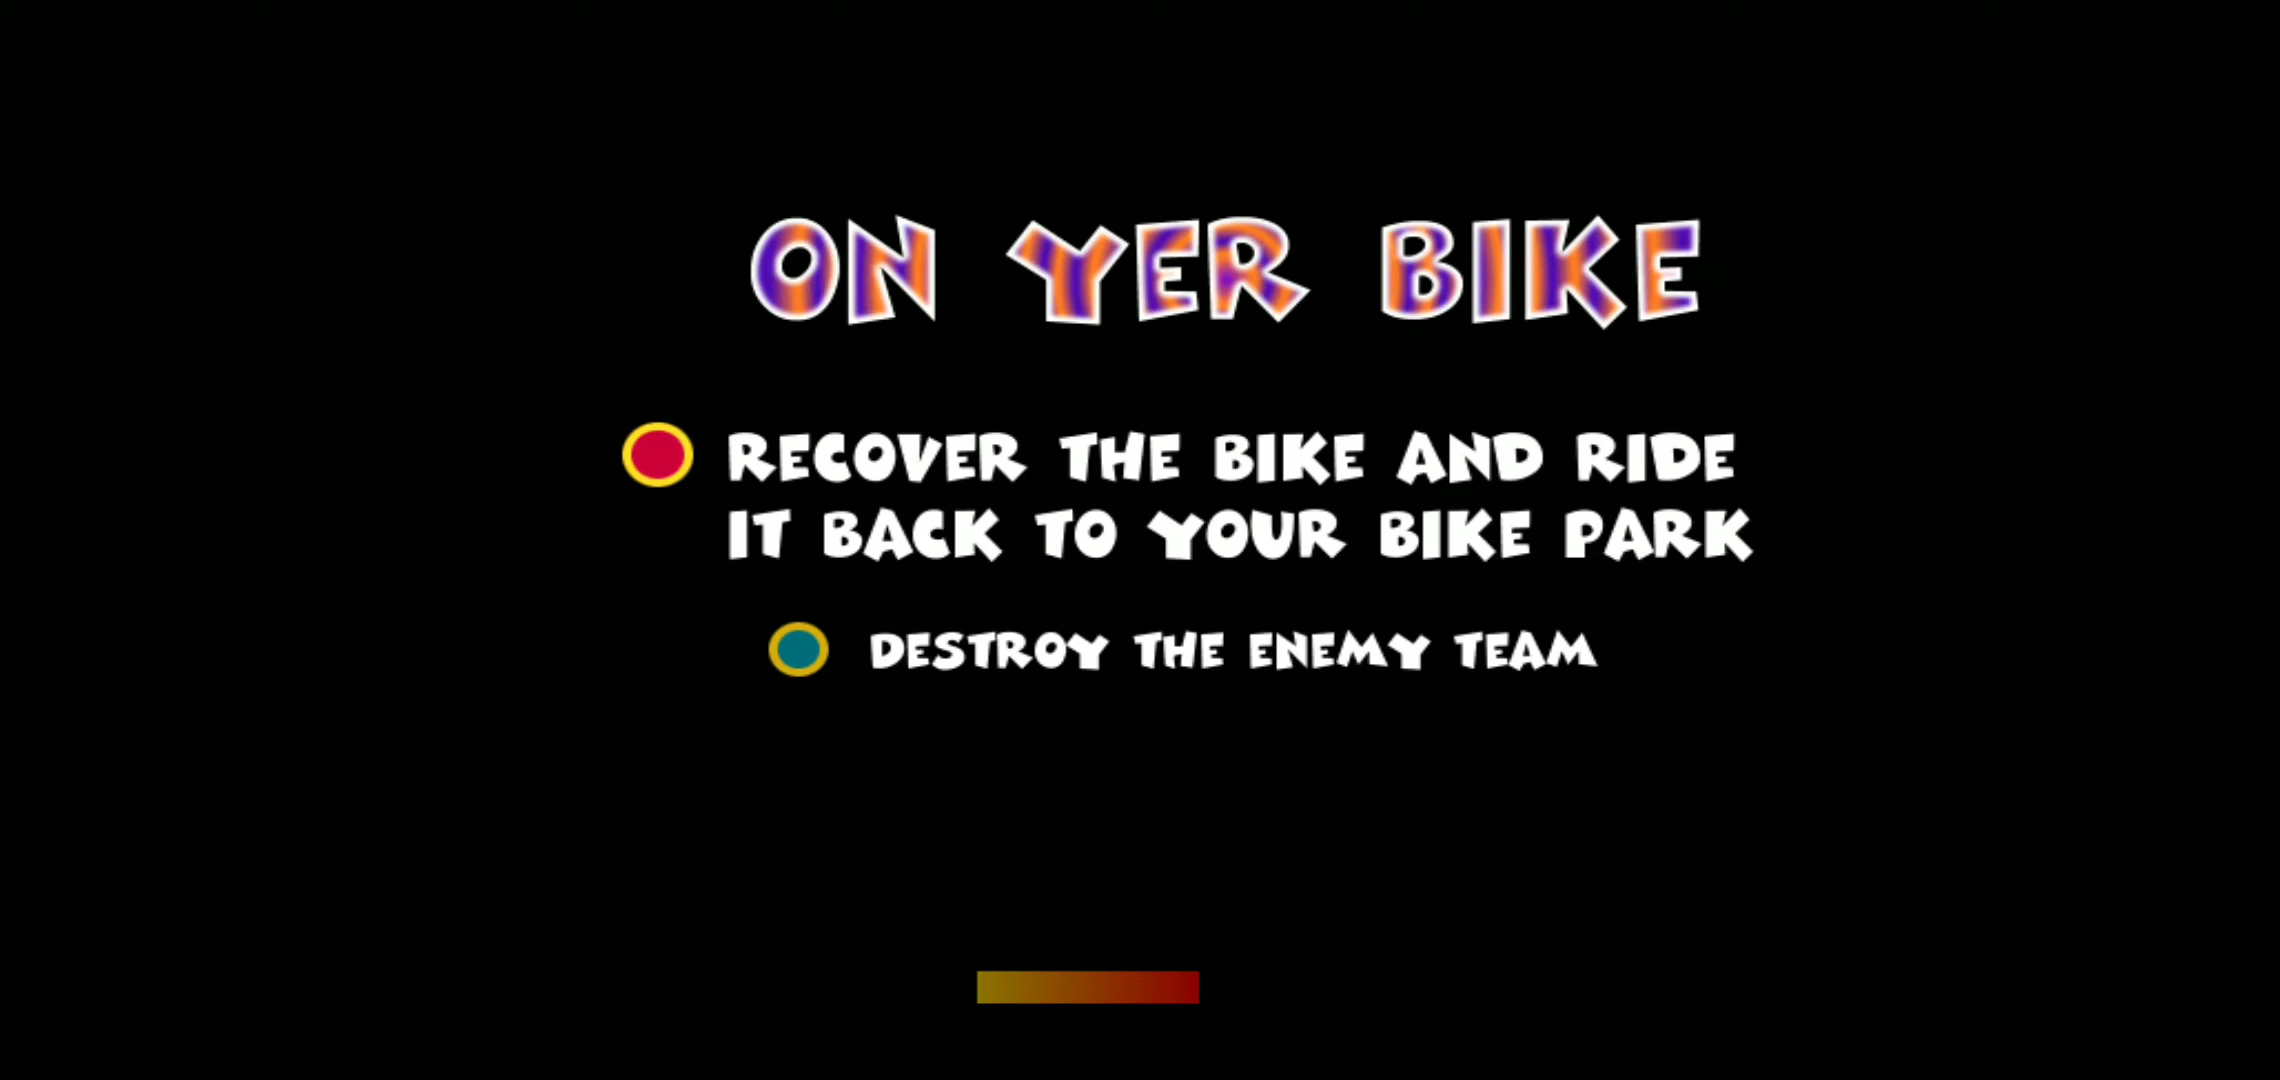 ON YER BIKE
RECOVER THE BIKE AND RIDE
IT BACK TO YOUR BIKE PARK
DESTROY THE ENEMY TEAM